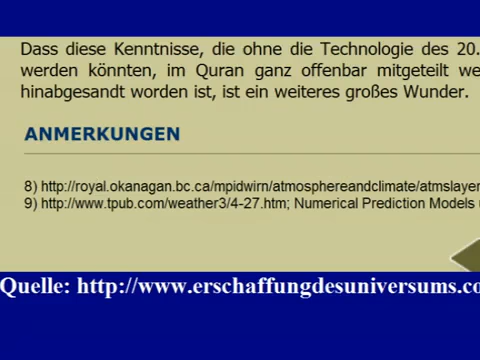 Dass diese Kenntnisse, die ohne die Technologie des 20.
werden könnten, im Quran ganz offenbar mitgeteilt we
hinabgesandt worden ist, ist ein weiteres großes Wunder.
ANMERKUNGEN
8) http://royal.okanagan.bc.ca/mpidwirn/atmosphereandclimate/atmslayer
9) http://www.tpub.com/weather3/4-27.htm; Numerical Prediction Models
Quelle: http://www.erschaffungdesuniversums.co